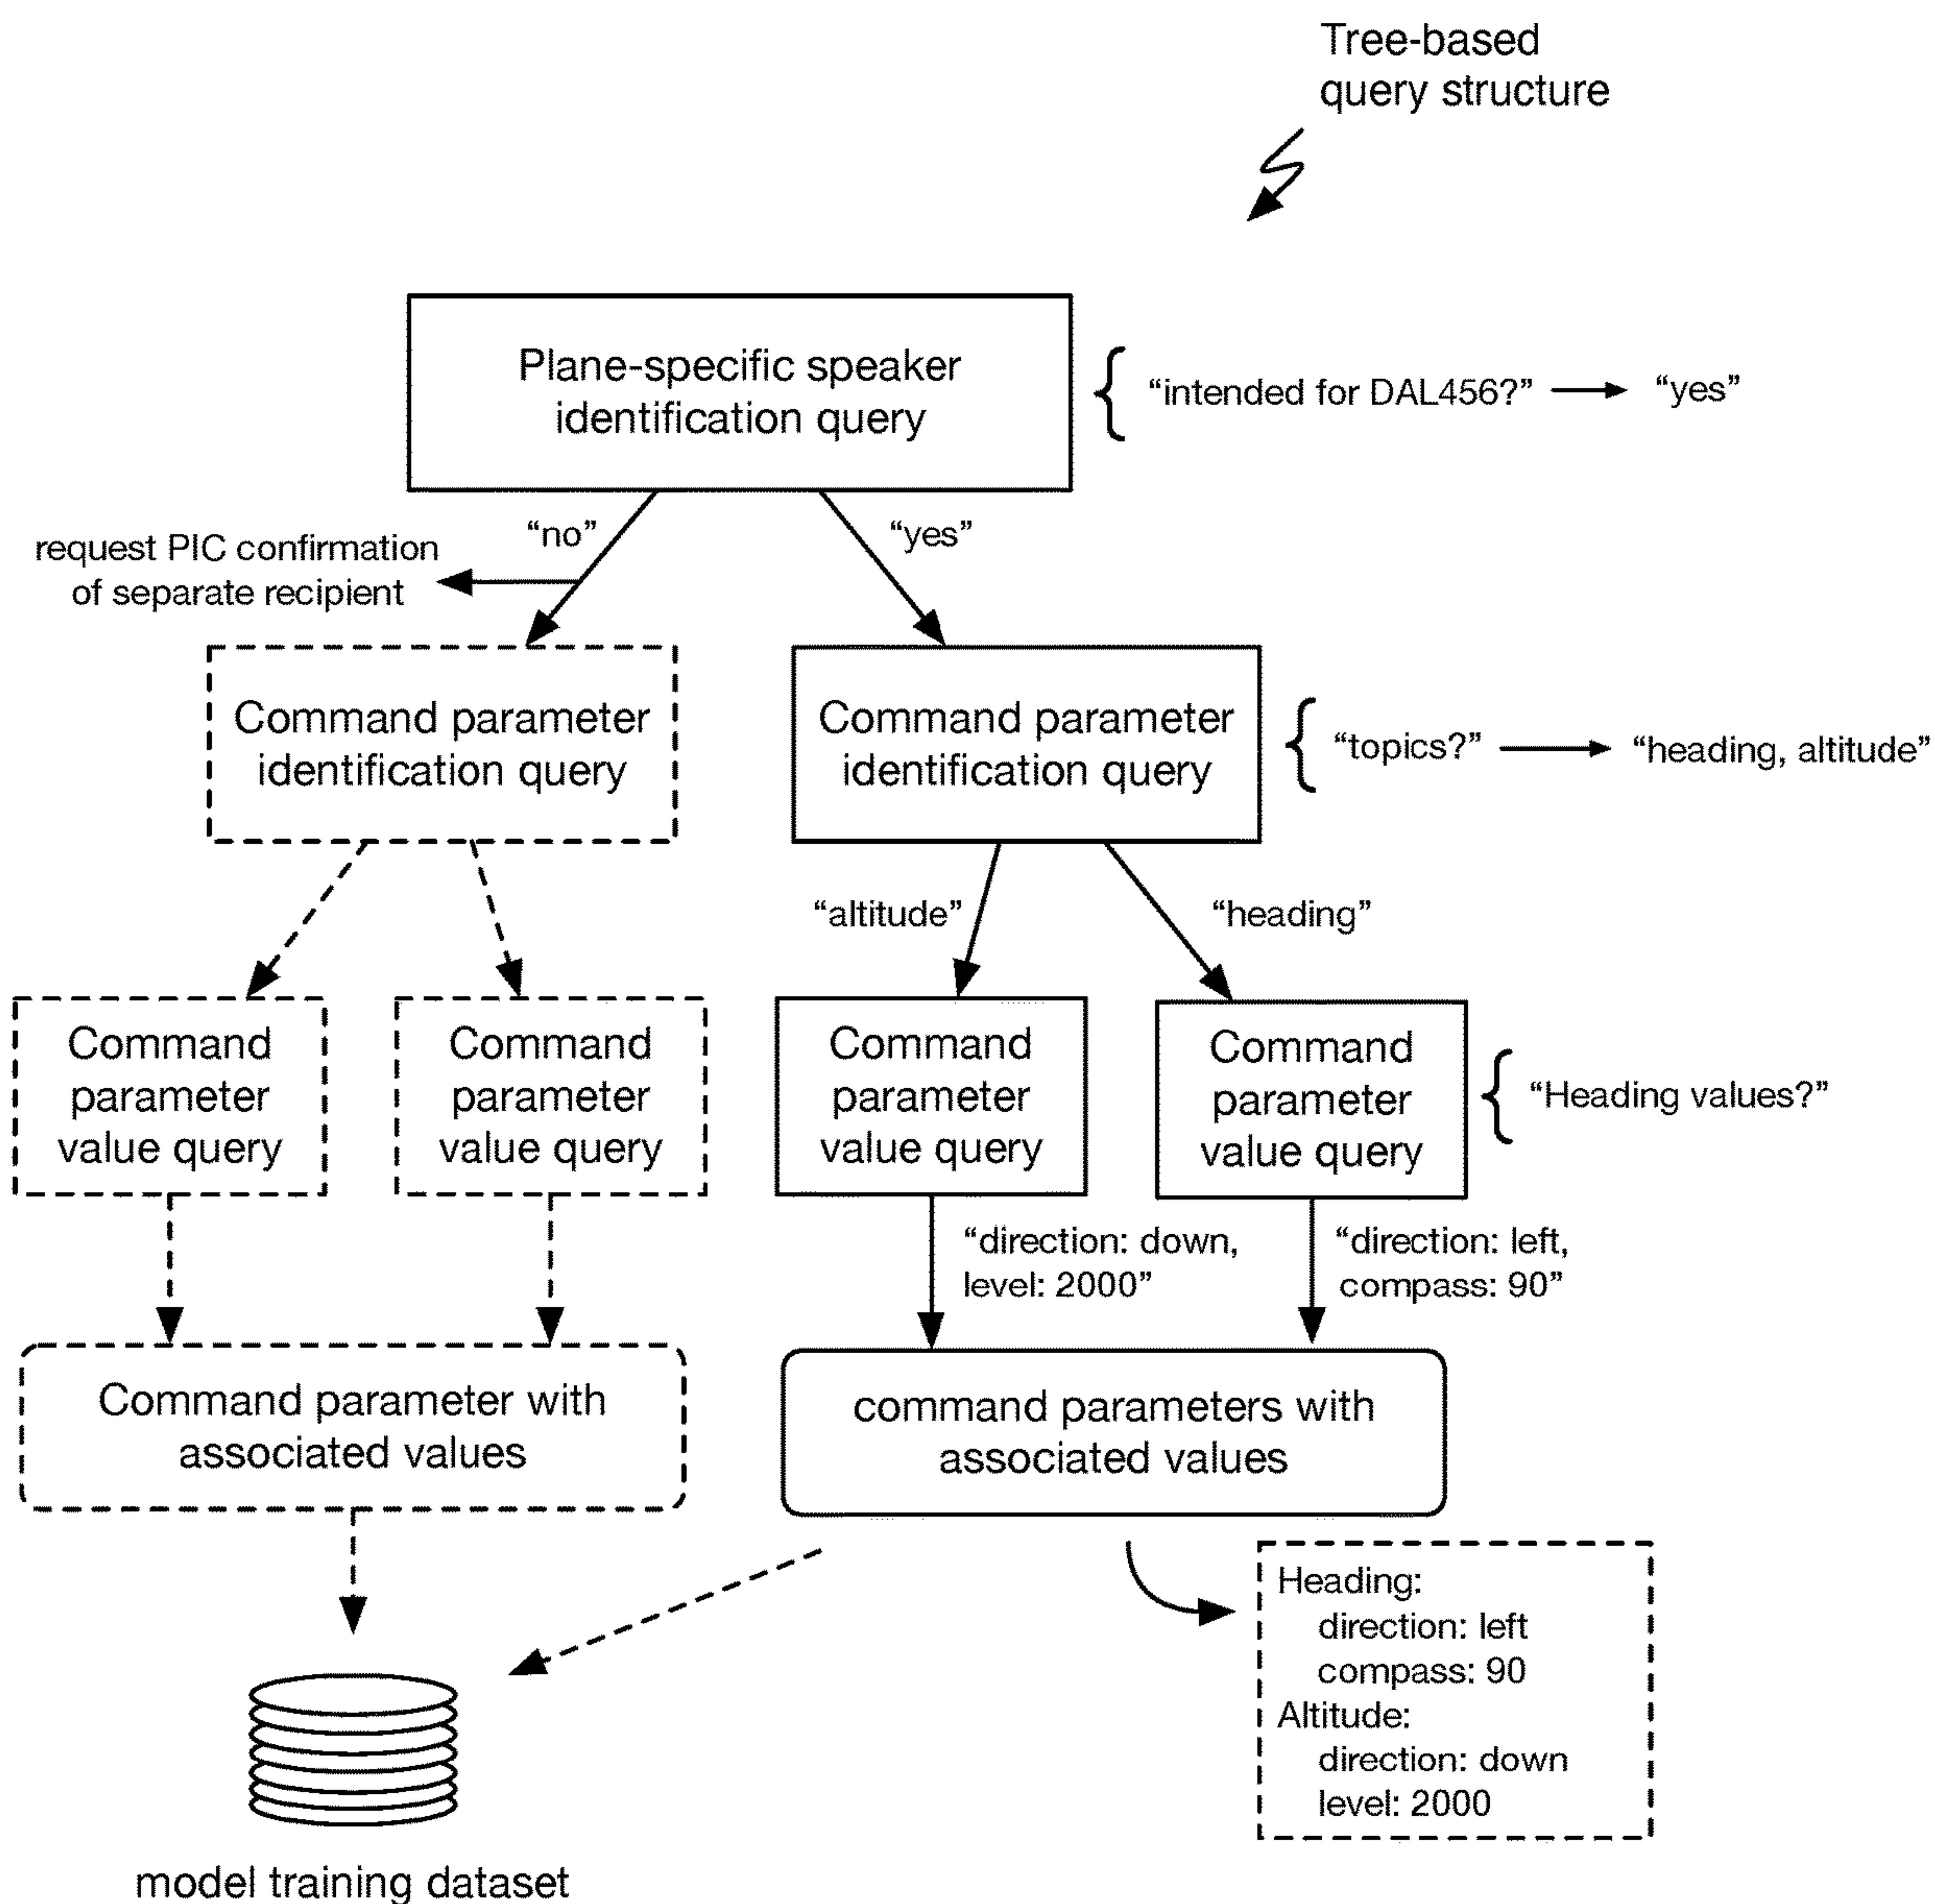 Tree-based
query structure
Plane-specific speaker
identification query
“intended for DAL456?”
“yes”
“no”
“yes”
request PIC confirmation
of separate recipient
Command parameter
identification query
Command parameter
identification query
“topics?”
“heading, altitude”
“altitude”
“heading”
Command
parameter
value query
Command
parameter
value query
Command
parameter
value query
Command
parameter
value query
“Heading values?”
“direction: down,
level: 2000”
“direction: left,
compass: 90”
Command parameter with
associated values
command parameters with
associated values
Heading:
direction: left
compass: 90
Altitude:
direction: down
level: 2000
model training dataset